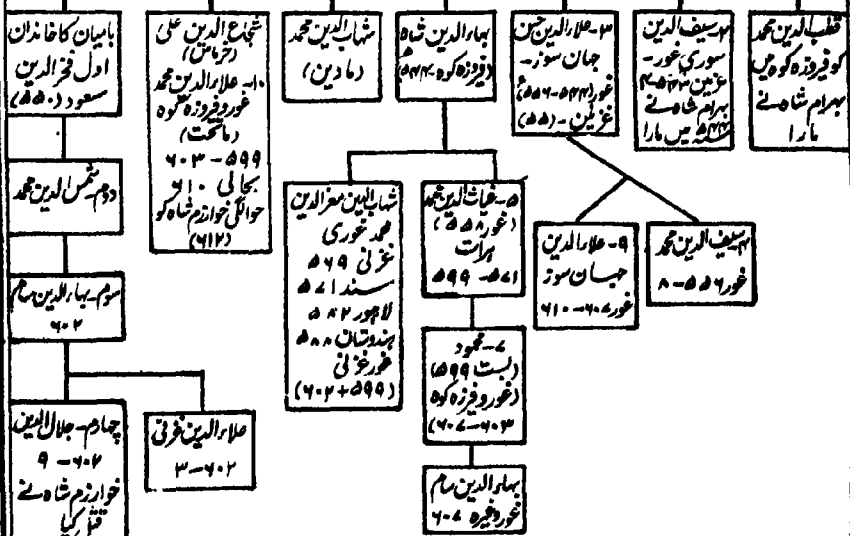 قطب الدین محمد
کو فیروزہ کوہ میں
بہرام شاہ نے
مارا
۲۔ سیف الدین
سوری غور۔
غزنین ۵۴۳-۴
بہرام شاہ نے
۵۴۴ میں مارا
۳۔ علاء الدین حسن
جہان سوز۔
غور (۵۴۴-۵۵۶)
غزنین۔ (۵۵۰)
بہاء الدین شاہ
(فیروزہ کوہ ۵۴۴)
شہاب الدین محمد
(مادین)
شجاع الدین علی
(خرماس)
۱۰۔ علاء الدین محمد
غور و فیروزہ کوہ
(ماتحت)
۵۹۹-۶۰۳
بحالی ۶۱۰
حوالگی خوارزم شاہ کو
(۶۱۲)
بامیان کا خاندان
اول فخر الدین
مسعود (۵۵۰)
دوم۔ شمس الدین محمد
سوم۔ بہاء الدین سام
۶۰۲
چہارم۔ جلال الدین
۶۰۲-۹
خوارزم شاہ نے
قتل کیا
علاء الدین غزنی
۶۰۲-۳
شہاب الدین معز الدین
محمد غوری
غزنی ۵۶۹
سند ۵۷۱
لاہور ۵۸۲
ہندوستان ۵۸۸
غور غزنی
(۵۹۹+۶۰۲)
۵۔ غیاث الدین محمد
(غور ۵۵۸)
ہرات
۵۷۱-۵۹۹
۷۔ محمود
(بست ۵۹۹)
(غور و فیروزہ کوہ
۶۰۳-۶۰۷)
بہاء الدین سام
غور وغیرہ ۶۰۷
۹۔ علاء الدین
جہان سوز
غور ۶۰۷-۶۱۰
۴۔ سیف الدین محمد
غور ۵۵۶-۸